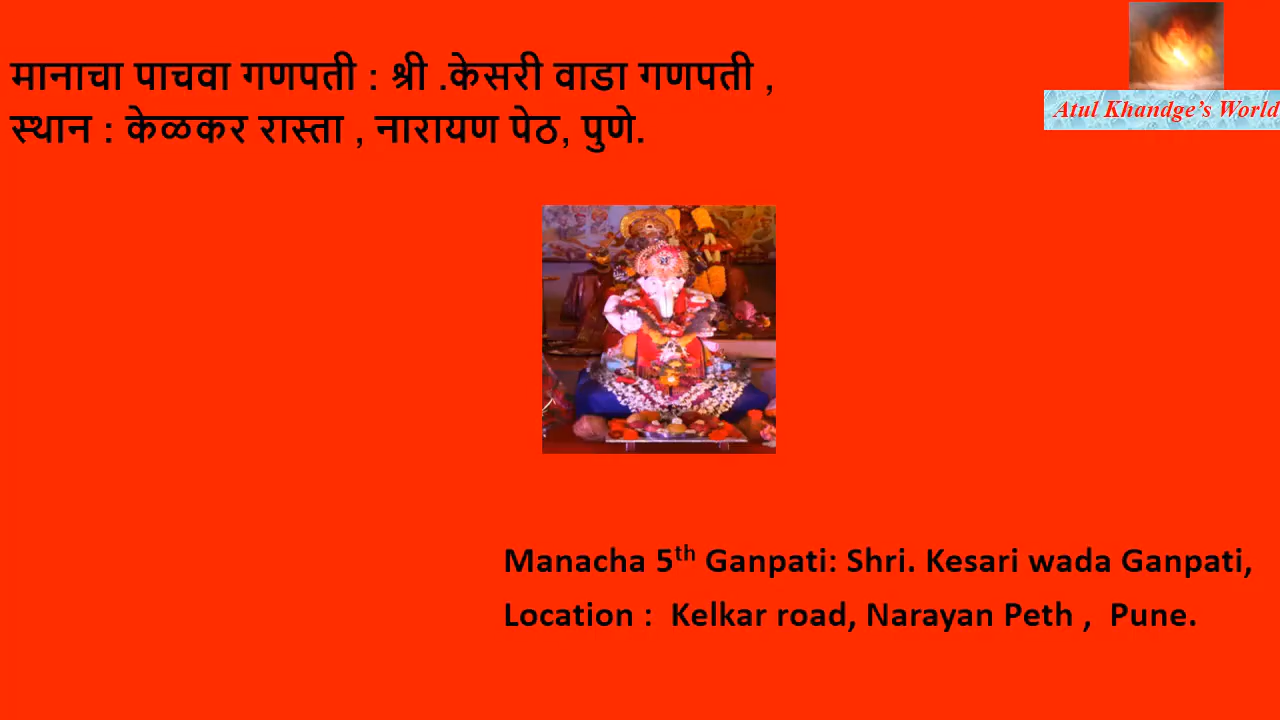 मानाचा पाचवा गणपती : श्री .केसरी वाडा गणपती ,
स्थान : केळकर रास्ता , नारायण पेठ, पुणे.
Atul Khandge's World
Manacha 5th Ganpati: Shri. Kesari wada Ganpati,
Location :  Kelkar road, Narayan Peth ,  Pune.